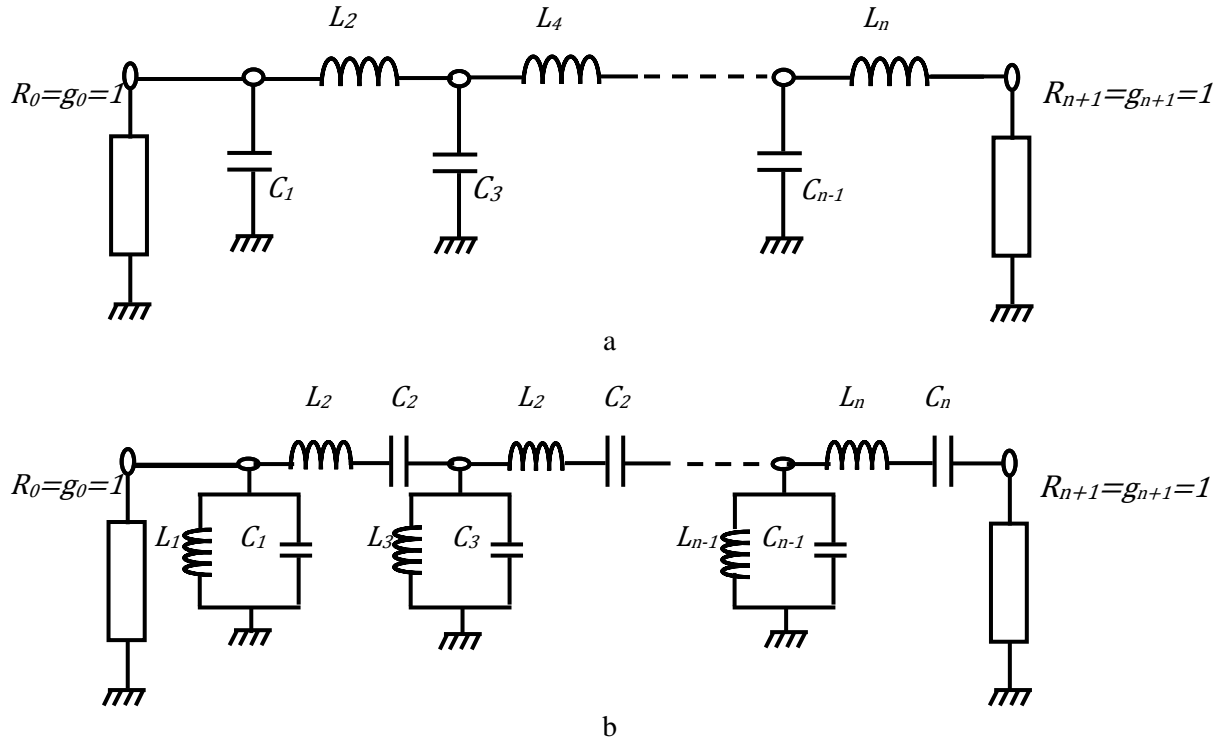 L2 L4 Ln
R0=g0=1 Rn+1=gn+1=1
C1 C3 Cn-1
a
L2 C2 L2 C2 Ln Cn
R0=g0=1 Rn+1=gn+1=1
L1 C1 L3 C3 Ln-1 Cn-1
b